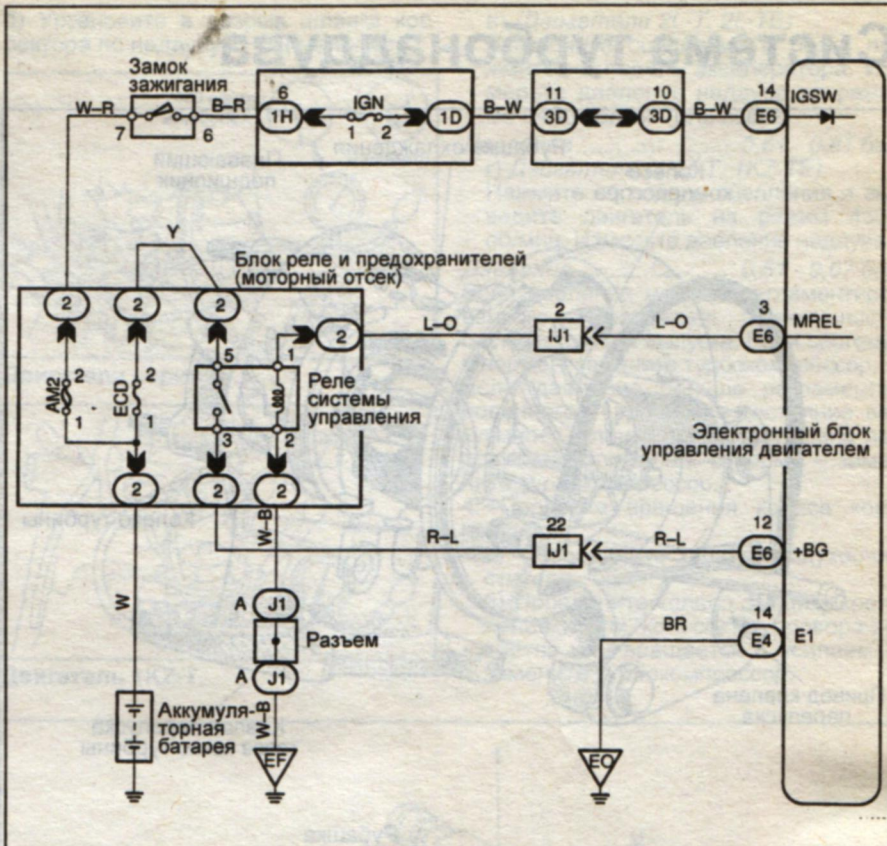 Замок
зажигания
W–R
B–R
7
6
6
1H
IGN
1
2
1D
B–W
11
3D
10
3D
B–W
14
E6
IGSW
Y
Блок реле и предохранителей
(моторный отсек)
2
2
2
2
L–O
2
IJ1
L–O
3
E6
MREL
AM2
2
1
ECD
2
1
5
1
3
2
Реле
системы
управления
Электронный блок
управления двигателем
2
2
2
W–B
R–L
22
IJ1
R–L
12
E6
+BG
W
A
J1
Разъем
A
J1
BR
14
E4
E1
Аккумуля-
торная
батарея
W–B
EF
EO